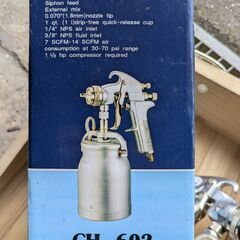 Siphon feed
External mix
0.070"(1.8mm)nozzle tip
1 qt. (1 l)drip-free quick-release cup
1/4" NPS air inlet
3/8" NPS fluid inlet
7 SCFM-14 SCFM air
consumption at 30-70 psi range
1 ½ hp compressor required
CH-603